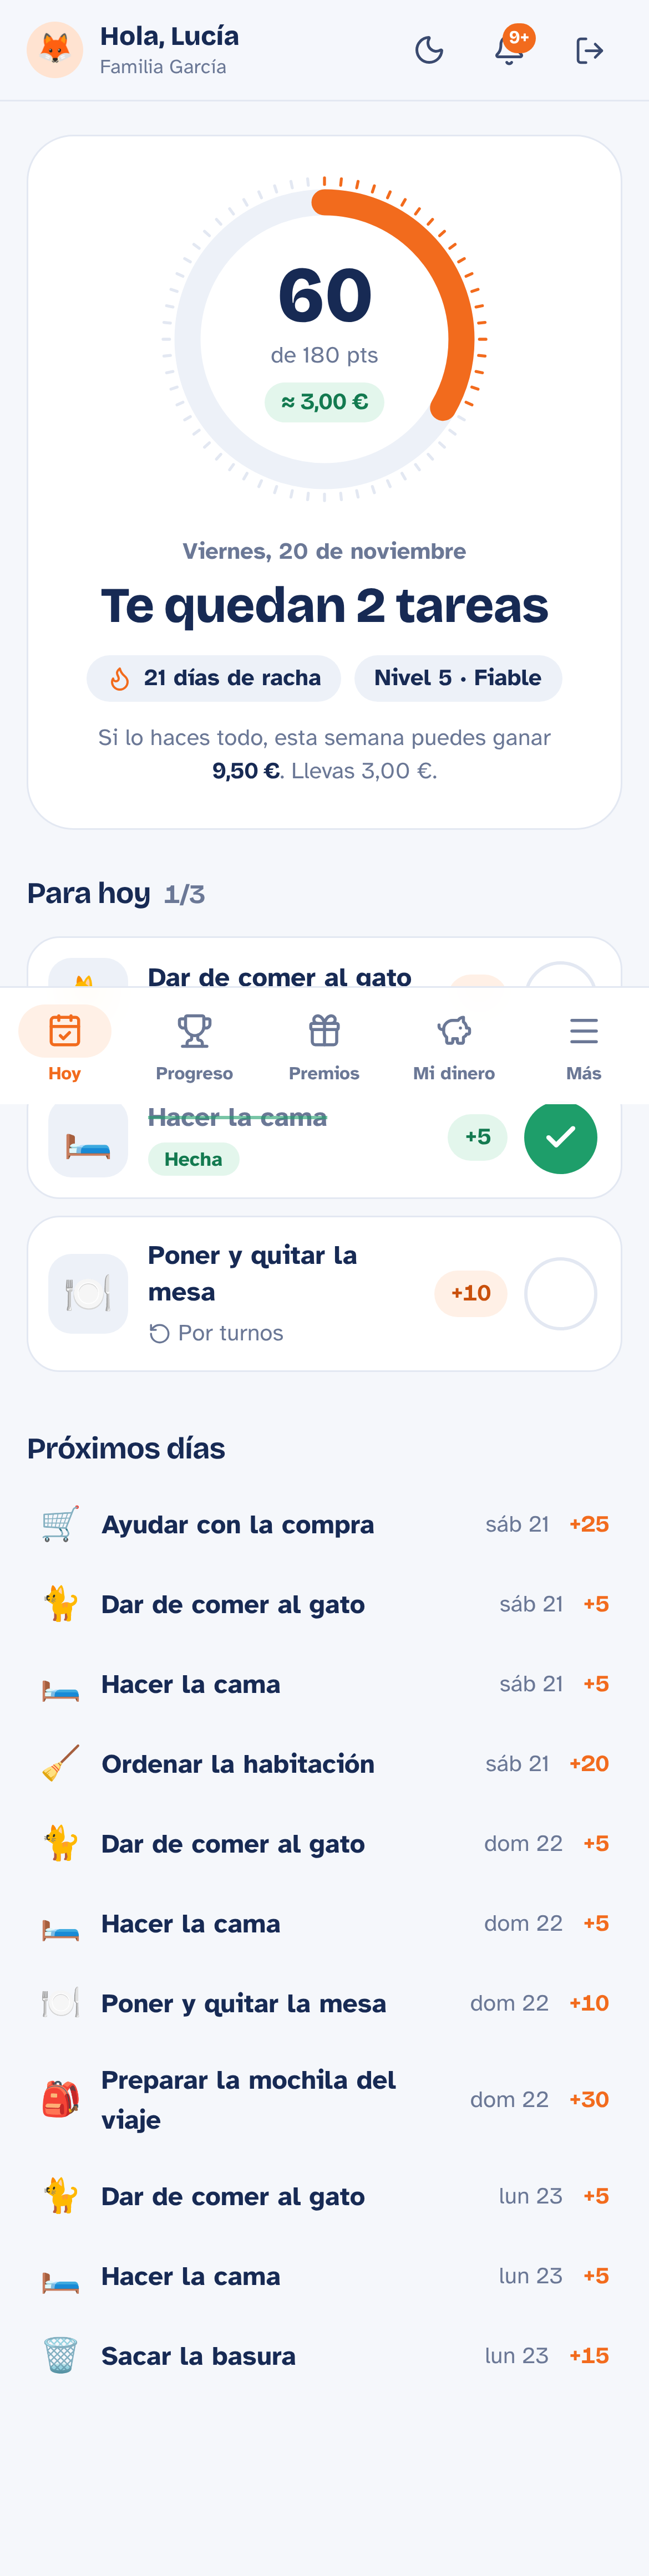 Hola, Lucía
Familia García
9+
60
de 180 pts
≈ 3,00 €
Viernes, 20 de noviembre
Te quedan 2 tareas
21 días de racha
Nivel 5 · Fiable
Si lo haces todo, esta semana puedes ganar
9,50 €. Llevas 3,00 €.
Para hoy 1/3
Dar de comer al gato
Hoy
Progreso
Premios
Mi dinero
Más
Hacer la cama
Hecha
+5
Poner y quitar la
mesa
Por turnos
+10
Próximos días
Ayudar con la compra sáb 21 +25
Dar de comer al gato sáb 21 +5
Hacer la cama sáb 21 +5
Ordenar la habitación sáb 21 +20
Dar de comer al gato dom 22 +5
Hacer la cama dom 22 +5
Poner y quitar la mesa dom 22 +10
Preparar la mochila del
viaje dom 22 +30
Dar de comer al gato lun 23 +5
Hacer la cama lun 23 +5
Sacar la basura lun 23 +15